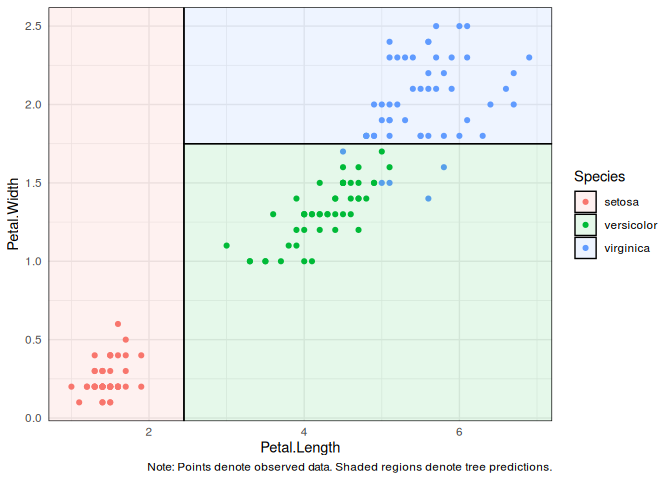 2.5
2.0
1.5
1.0
0.5
0.0
Petal.Width
2
4
6
Petal.Length
Species
setosa
versicolor
virginica
Note: Points denote observed data. Shaded regions denote tree predictions.